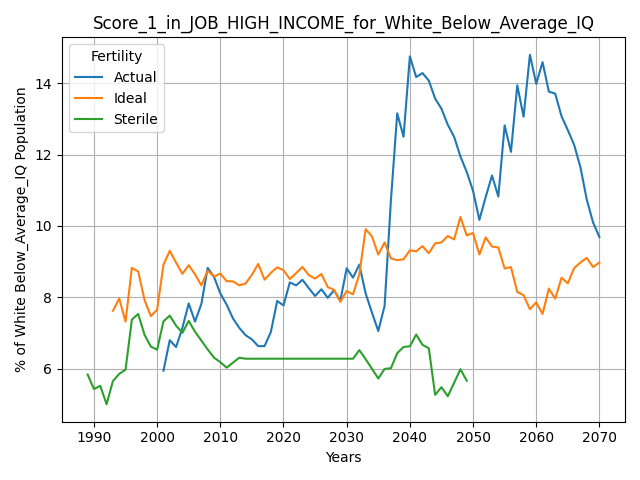 Score_1_in_JOB_HIGH_INCOME_for_White_Below_Average_IQ
Fertility
Actual
Ideal
Sterile
% of White Below_Average_IQ Population
14
12
10
8
6
1990 2000 2010 2020 2030 2040 2050 2060 2070
Years